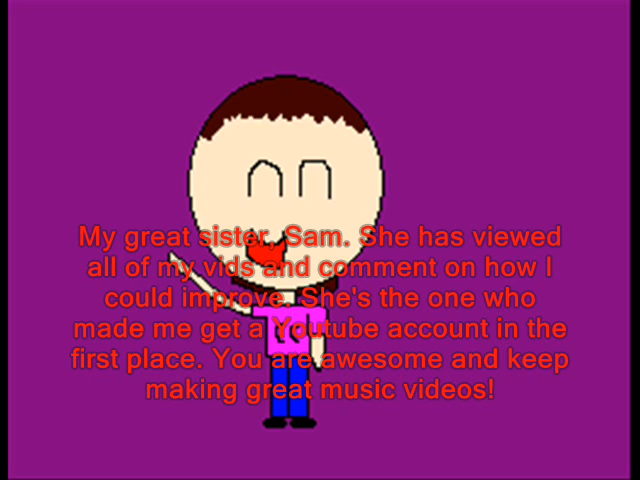 My great sister, Sam. She has viewed
all of my vids and comment on how I
could improve. She's the one who
made me get a Youtube account in the
first place. You are awesome and keep
making great music videos!